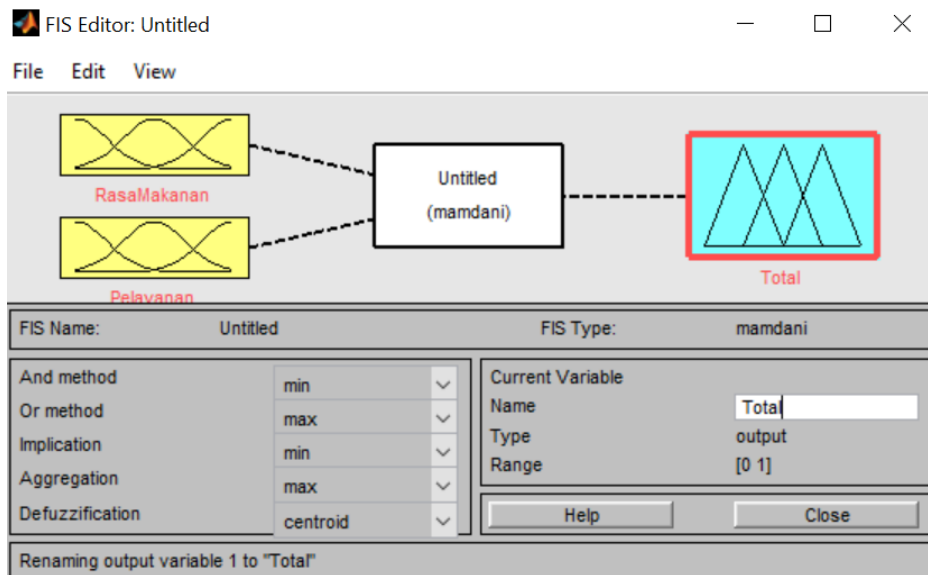 FIS Editor: Untitled
File Edit View
RasaMakanan
Untitled
(mamdani)
Pelayanan
Total
FIS Name: Untitled FIS Type: mamdani
And method min
Or method max
Implication min
Aggregation max
Defuzzification centroid
Current Variable
Name Total
Type output
Range [0 1]
Help Close
Renaming output variable 1 to "Total"